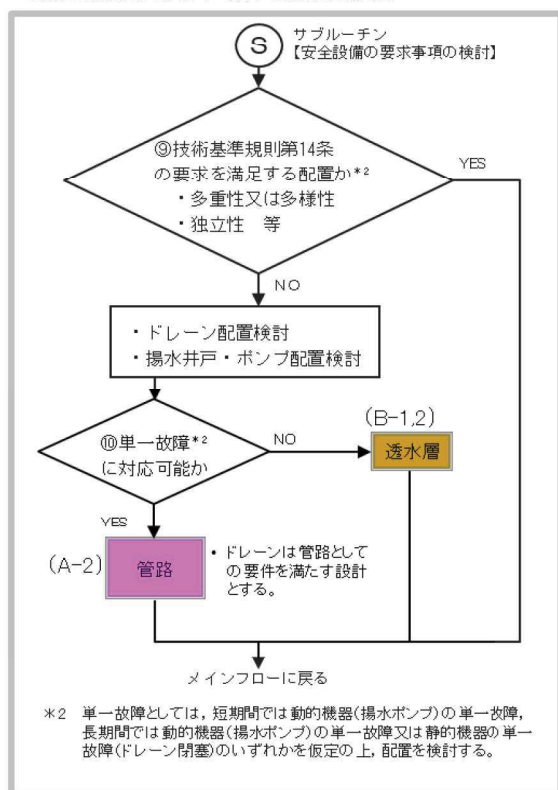 S
サブルーチン
【安全設備の要求事項の検討】
⑨技術基準規則第14条
の要求を満足する配置か*2
・多重性又は多様性
・独立性 等
YES
NO
・ドレーン配置検討
・揚水井戸・ポンプ配置検討
⑩単一故障*2
に対応可能か
NO
(B-1,2)
透水層
YES
(A-2)
管路
・ドレーンは管路として
の要件を満たす設計
とする。
メインフローに戻る
*2 単一故障としては，短期間では動的機器(揚水ポンプ)の単一故障，
長期間では動的機器(揚水ポンプ)の単一故障又は静的機器の単一
故障(ドレーン閉塞)のいずれかを仮定の上，配置を検討する。